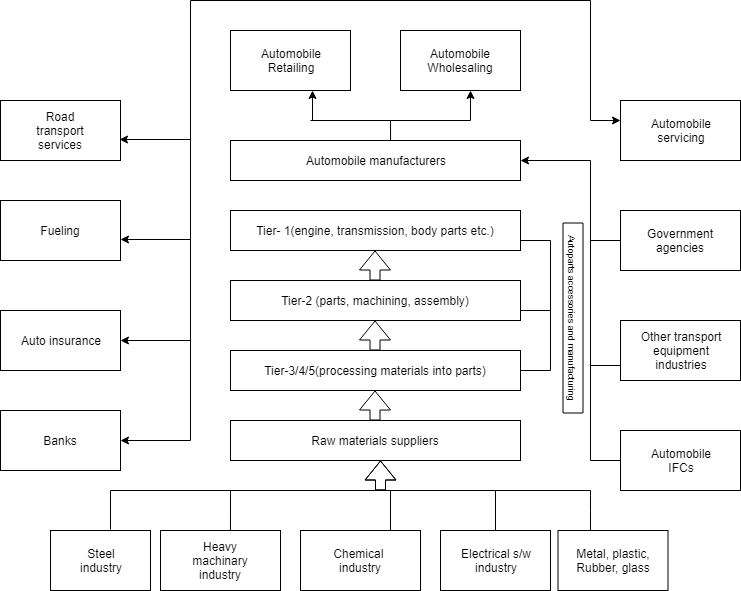 Automobile
Retailing
Automobile
Wholesaling
Road
transport
services
Automobile
servicing
Automobile manufacturers
Fueling
Tier- 1(engine, transmission, body parts etc.)
Government
agencies
Autoparts accessories and manufacturing
Tier-2 (parts, machining, assembly)
Auto insurance
Other transport
equipment
industries
Tier-3/4/5(processing materials into parts)
Banks
Raw materials suppliers
Automobile
IFCs
Steel
industry
Heavy
machinary
industry
Chemical
industry
Electrical s/w
industry
Metal, plastic,
Rubber, glass